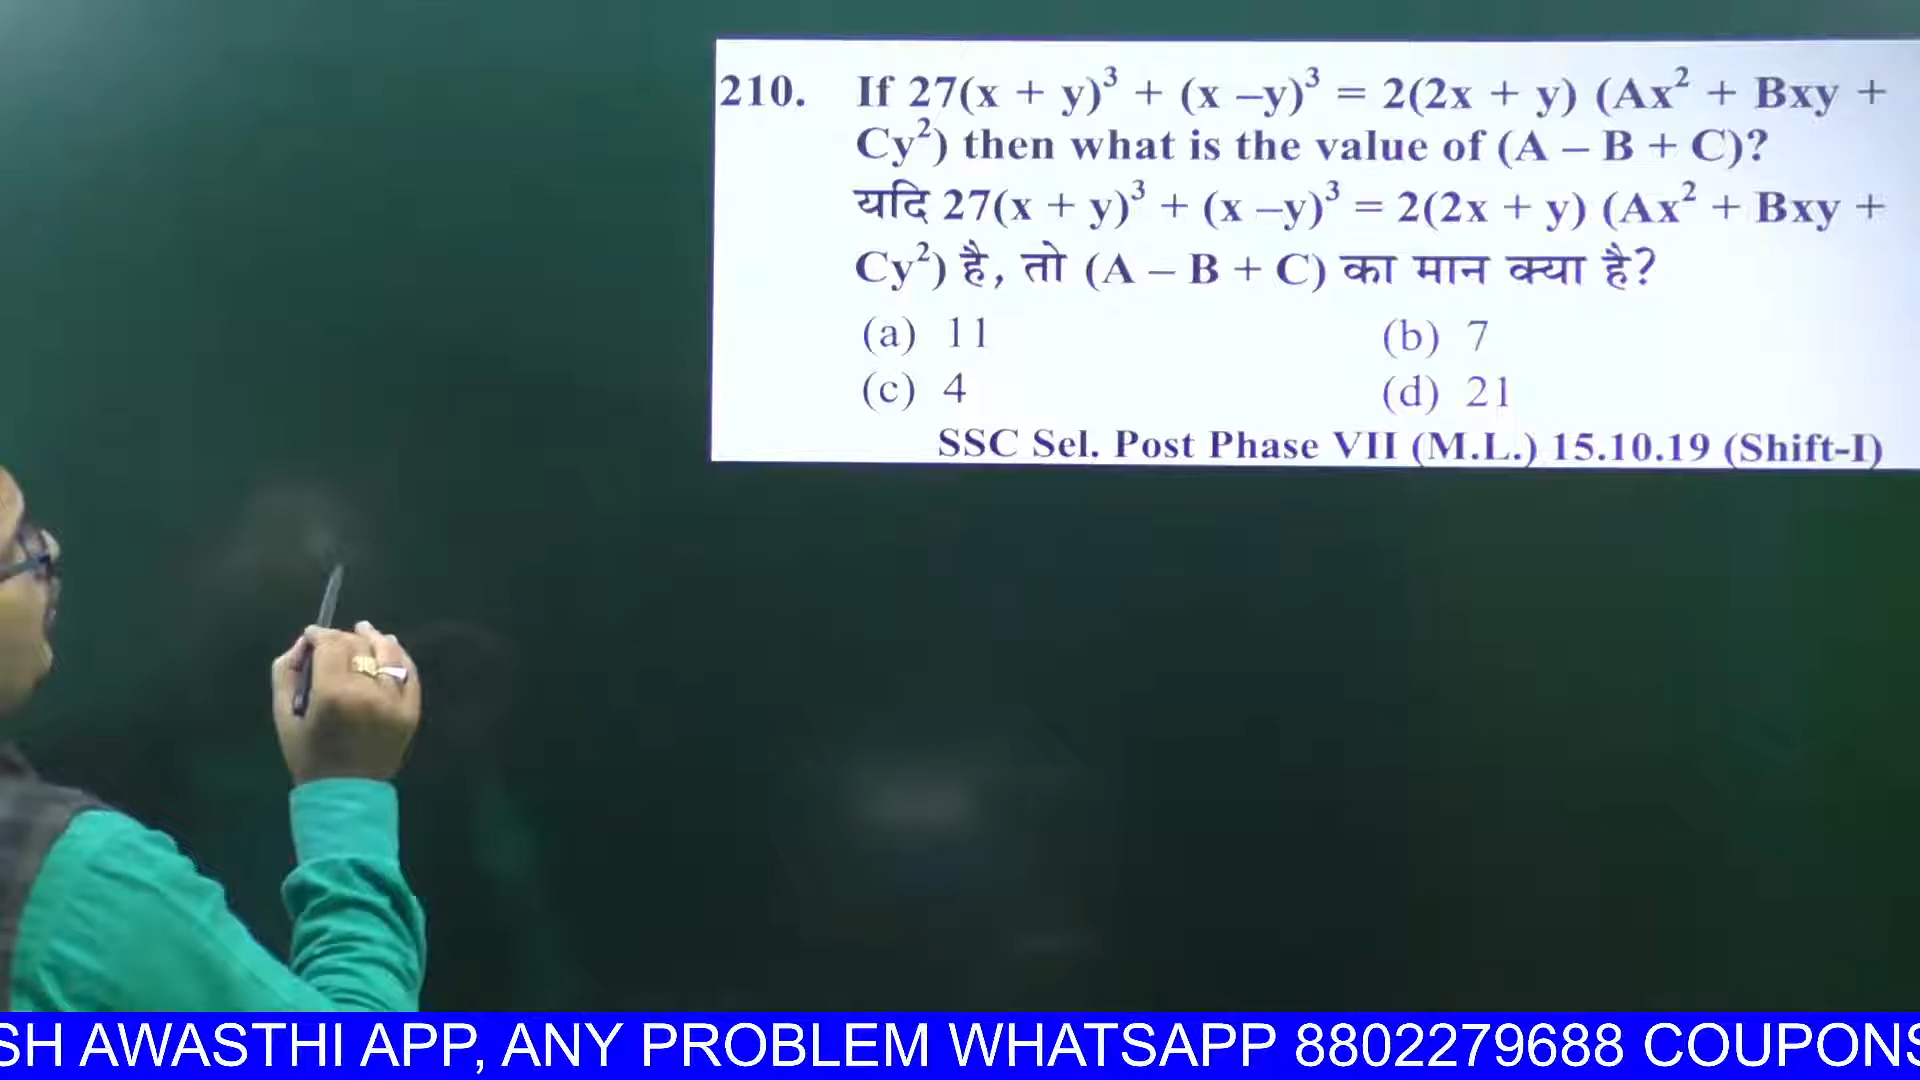 210. If 27(x + y)³ + (x –y)³ = 2(2x + y) (Ax² + Bxy +
Cy²) then what is the value of (A – B + C)?
यदि 27(x + y)³ + (x –y)³ = 2(2x + y) (Ax² + Bxy +
Cy²) है, तो (A – B + C) का मान क्या है?
(a) 11 (b) 7
(c) 4 (d) 21
SSC Sel. Post Phase VII (M.L.) 15.10.19 (Shift-I)
SH AWASTHI APP, ANY PROBLEM WHATSAPP 8802279688 COUPONS